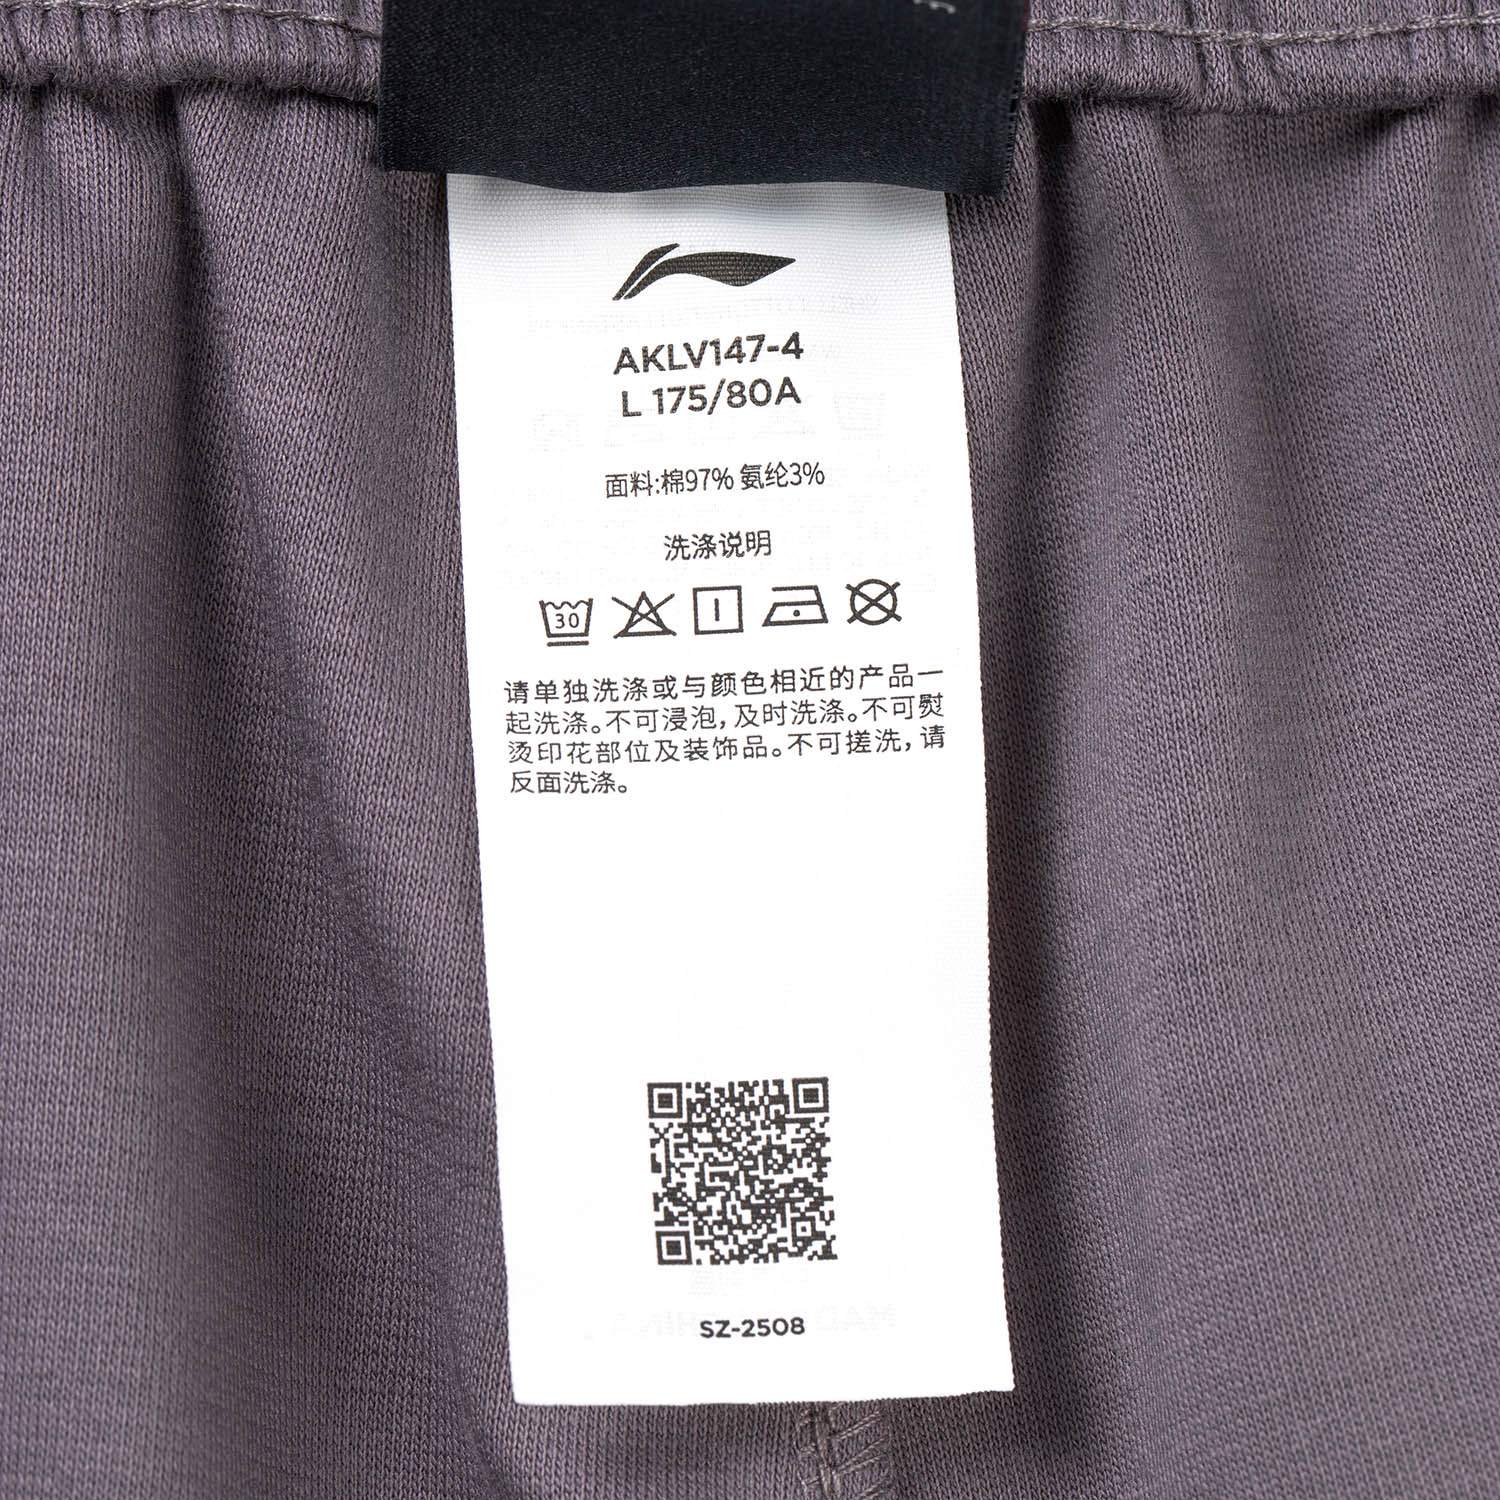 AKLV147-4
L 175/80A
面料:棉97% 氨纶3%
洗涤说明
30
请单独洗涤或与颜色相近的产品一
起洗涤。不可浸泡，及时洗涤。不可熨
烫印花部位及装饰品。不可搓洗，请
反面洗涤。
SZ-2508